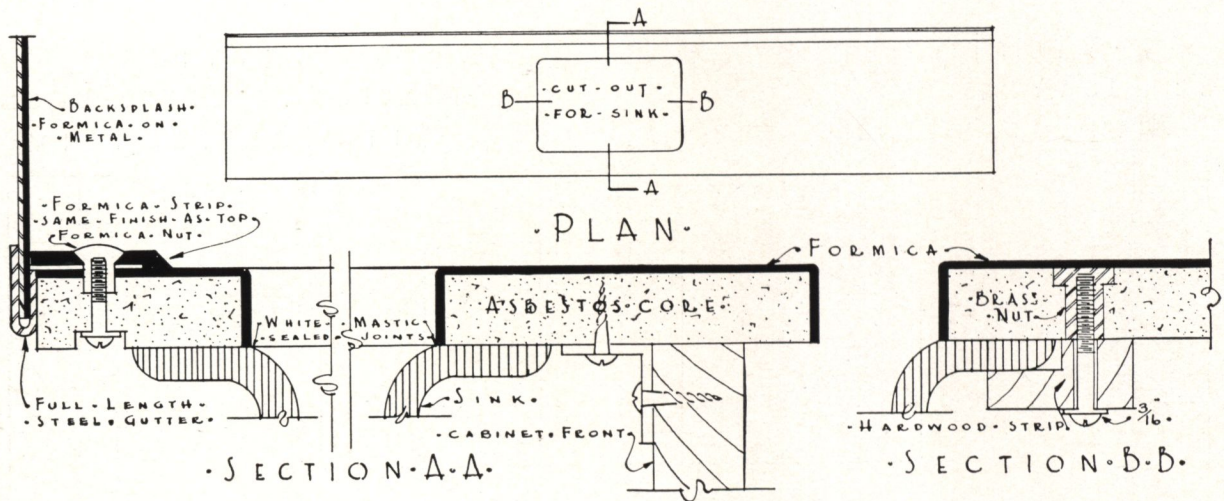 A
·CUT·OUT·
B
B
·FOR·SINK·
A
·PLAN·
·BACKSPLASH·
·FORMICA·ON·
·METAL·
·FORMICA·STRIP·
·SAME·FINISH·AS·TOP·
·FORMICA·NUT·
·FORMICA·
·WHITE·MASTIC
·SEALED·JOINTS·
·ASBESTOS CORE·
·BRASS·
·NUT·
·FULL·LENGTH·
·STEEL·GUTTER·
·SINK·
·CABINET·FRONT·
·HARDWOOD·STRIP·
3/16"
·SECTION·A·A·
·SECTION·B·B·